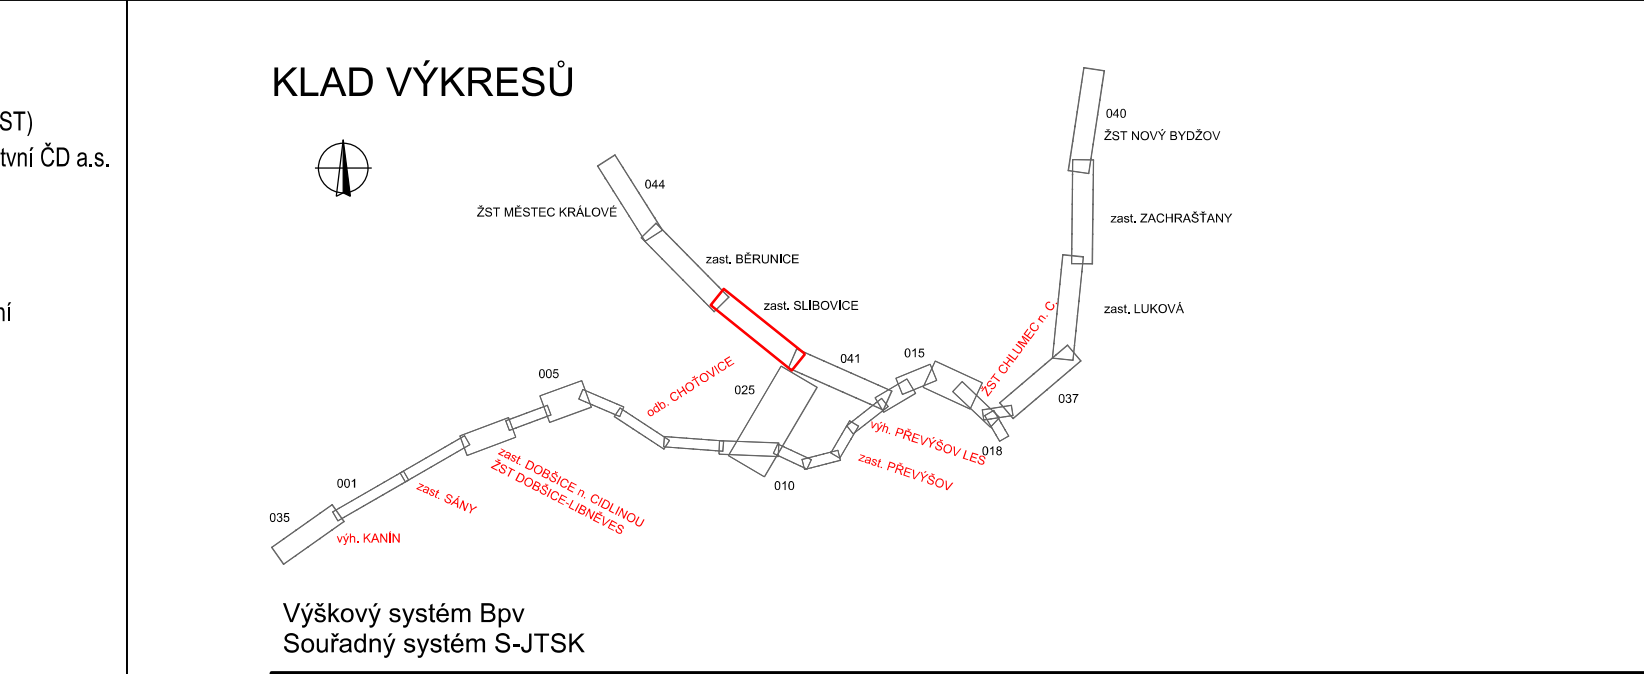 ST)
tvní ČD a.s.
ní
KLAD VÝKRESŮ
040
ŽST NOVÝ BYDŽOV
044
ŽST MĚSTEC KRÁLOVÉ
zast. ZACHRAŠŤANY
zast. BĚRUNICE
zast. SLIBOVICE
zast. LUKOVÁ
ŽST CHLUMEC n. C.
015
041
005
odb. CHOŤOVICE
025
037
výh. PŘEVÝŠOV LES
018
zast. PŘEVÝŠOV
zast. DOBŠICE n. CIDLINOU
ŽST DOBŠICE-LIBNĚVES
001
zast. SÁNY
010
035
výh. KANÍN
Výškový systém Bpv
Souřadný systém S-JTSK